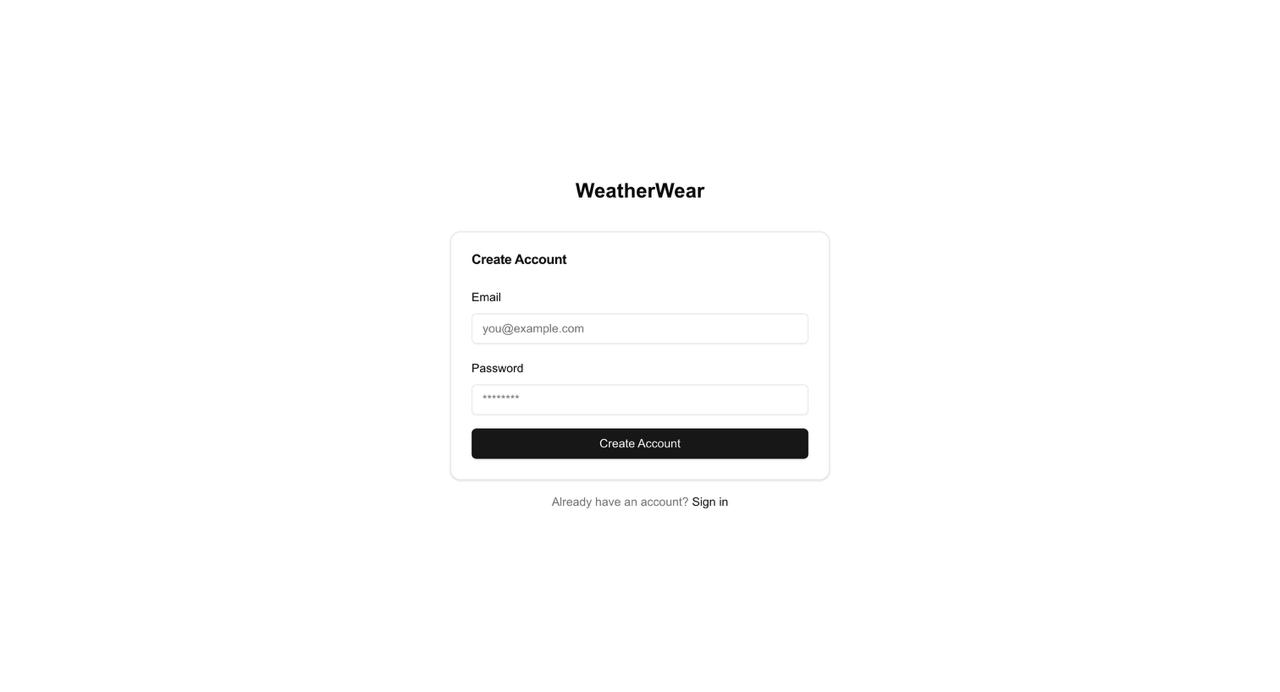 WeatherWear
Create Account
Email
you@example.com
Password
********
Create Account
Already have an account? Sign in